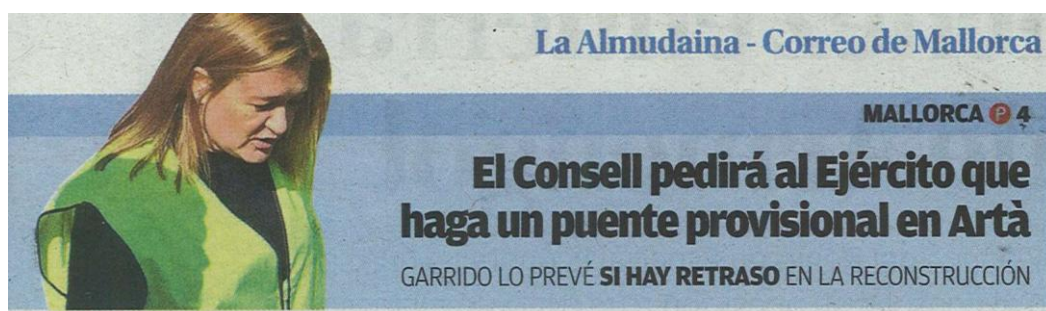 La Almudaina - Correo de Mallorca
MALLORCA P 4
El Consell pedirá al Ejército que
haga un puente provisional en Artà
GARRIDO LO PREVÉ SI HAY RETRASO EN LA RECONSTRUCCIÓN